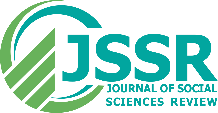 JSSR
JOURNAL OF SOCIAL
SCIENCES REVIEW